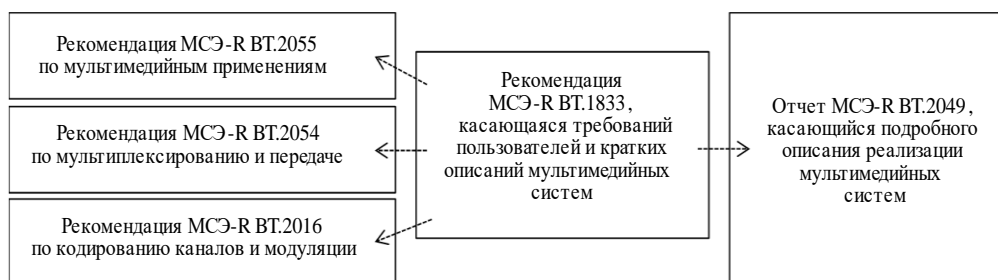 Рекомендация МСЭ-R BT.2055
по мультимедийным применениям
Рекомендация МСЭ-R BT.2054
по мультиплексированию и передаче
Рекомендация МСЭ-R BT.2016
по кодированию каналов и модуляции
Рекомендация
МСЭ-R BT.1833,
касающаяся требований
пользователей и кратких
описаний мультимедийных
систем
Отчет МСЭ-R BT.2049,
касающийся подробного
описания реализации
мультимедийных
систем